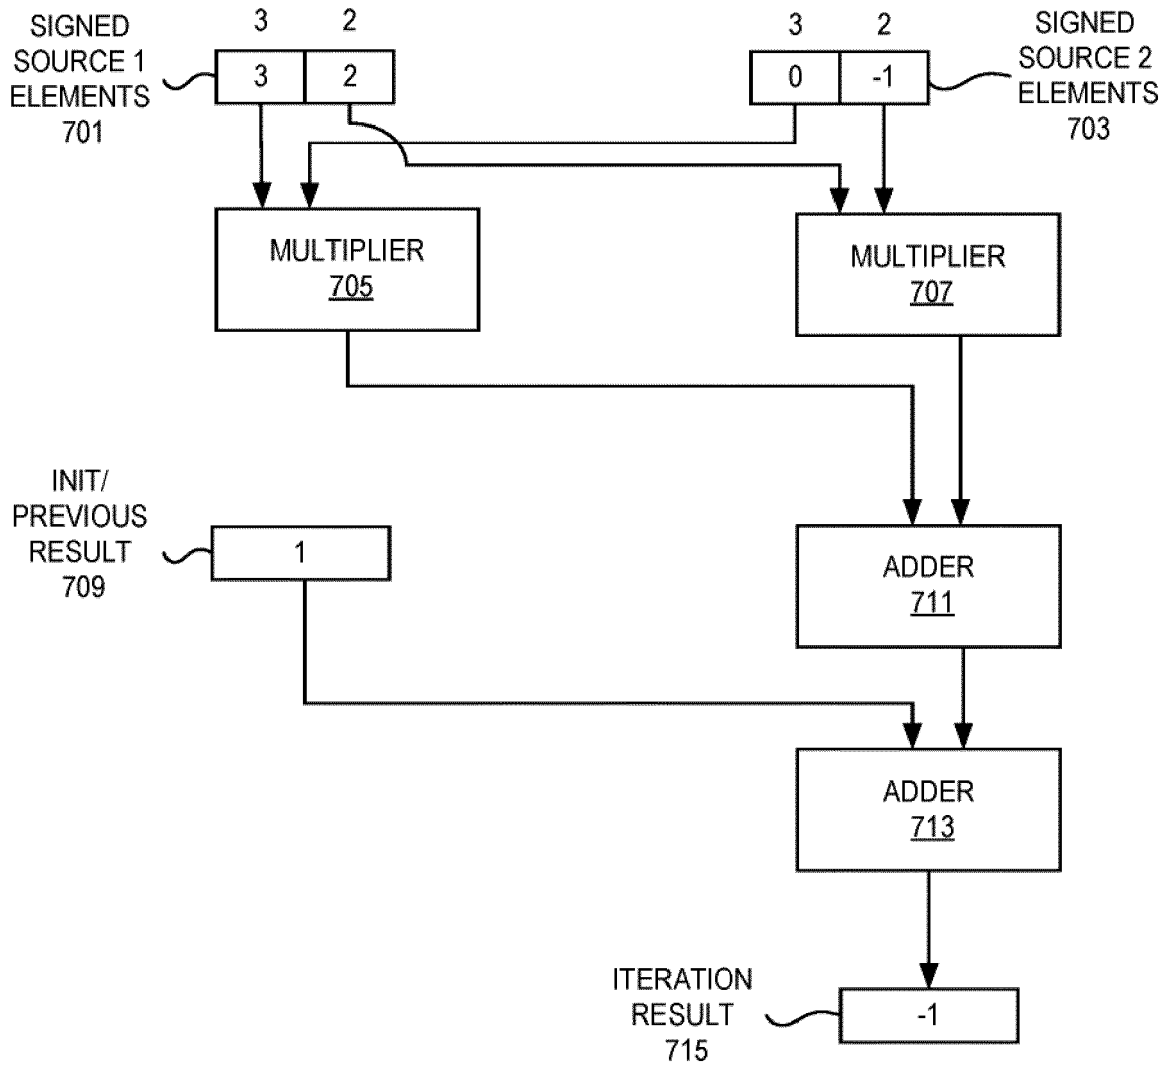 SIGNED
SOURCE 1
ELEMENTS
701
3 2
3 2
3 2
0 -1
SIGNED
SOURCE 2
ELEMENTS
703
MULTIPLIER
705
MULTIPLIER
707
INIT/
PREVIOUS
RESULT
709
1
ADDER
711
ADDER
713
ITERATION
RESULT
715
-1